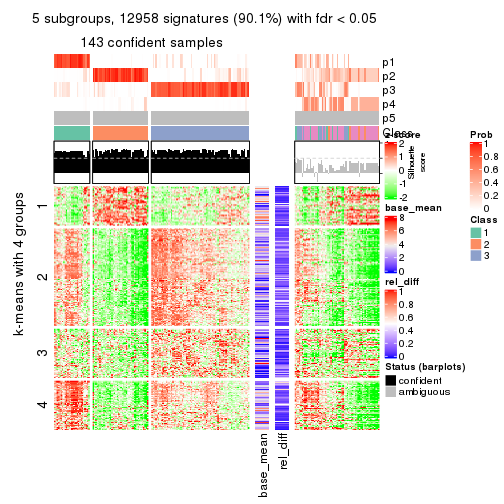 5 subgroups, 12958 signatures (90.1%) with fdr < 0.05
143 confident samples
p1
p2
p3
p4
p5
Class
k-means with 4 groups
1
2
3
4
base_mean
rel_diff
Silhouette
score
z-score
2
1
0
-1
-2
base_mean
8
6
4
2
0
rel_diff
1
0.8
0.6
0.4
0.2
0
Status (barplots)
confident
ambiguous
Prob
1
0.8
0.6
0.4
0.2
0
Class
1
2
3